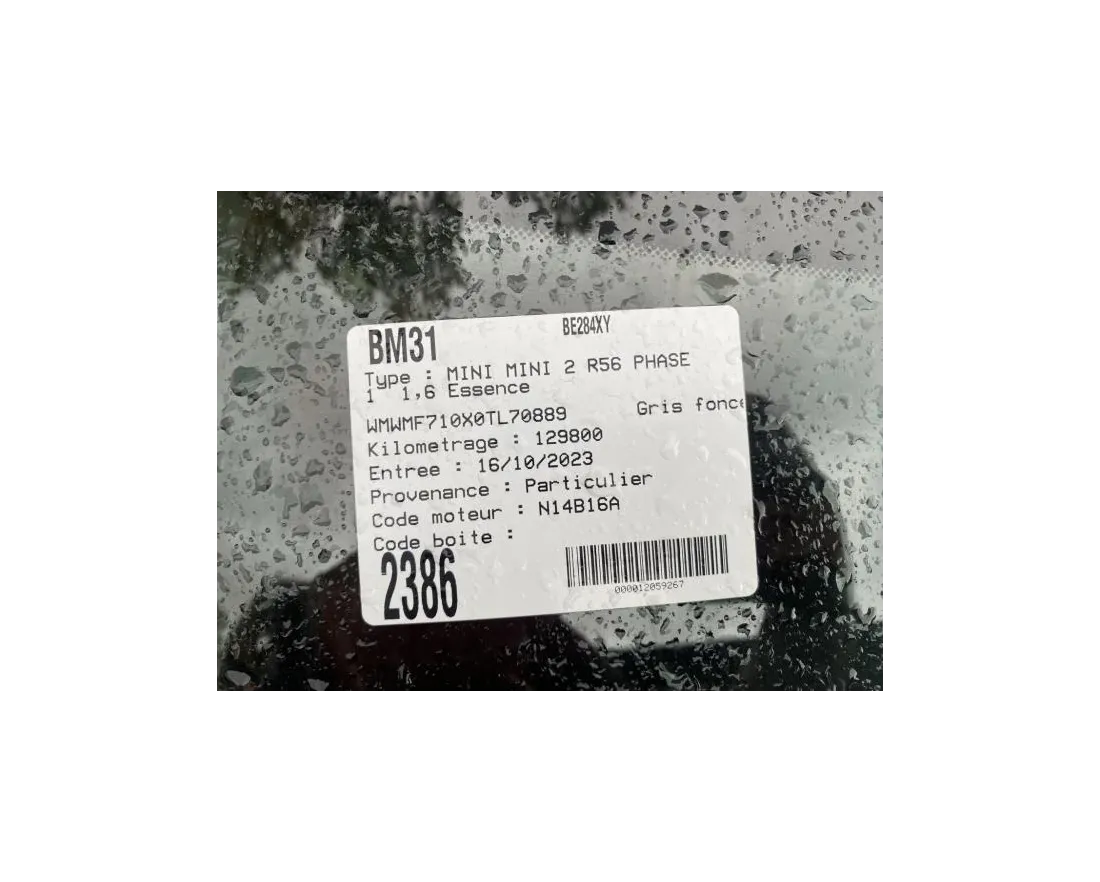 BM31 BE284XY
Type : MINI MINI 2 R56 PHASE
1 1,6 Essence
WMWMF710X0TL70889 Gris fonce
Kilometrage : 129800
Entree : 16/10/2023
Provenance : Particulier
Code moteur : N14B16A
Code boite :
2386
000012059267